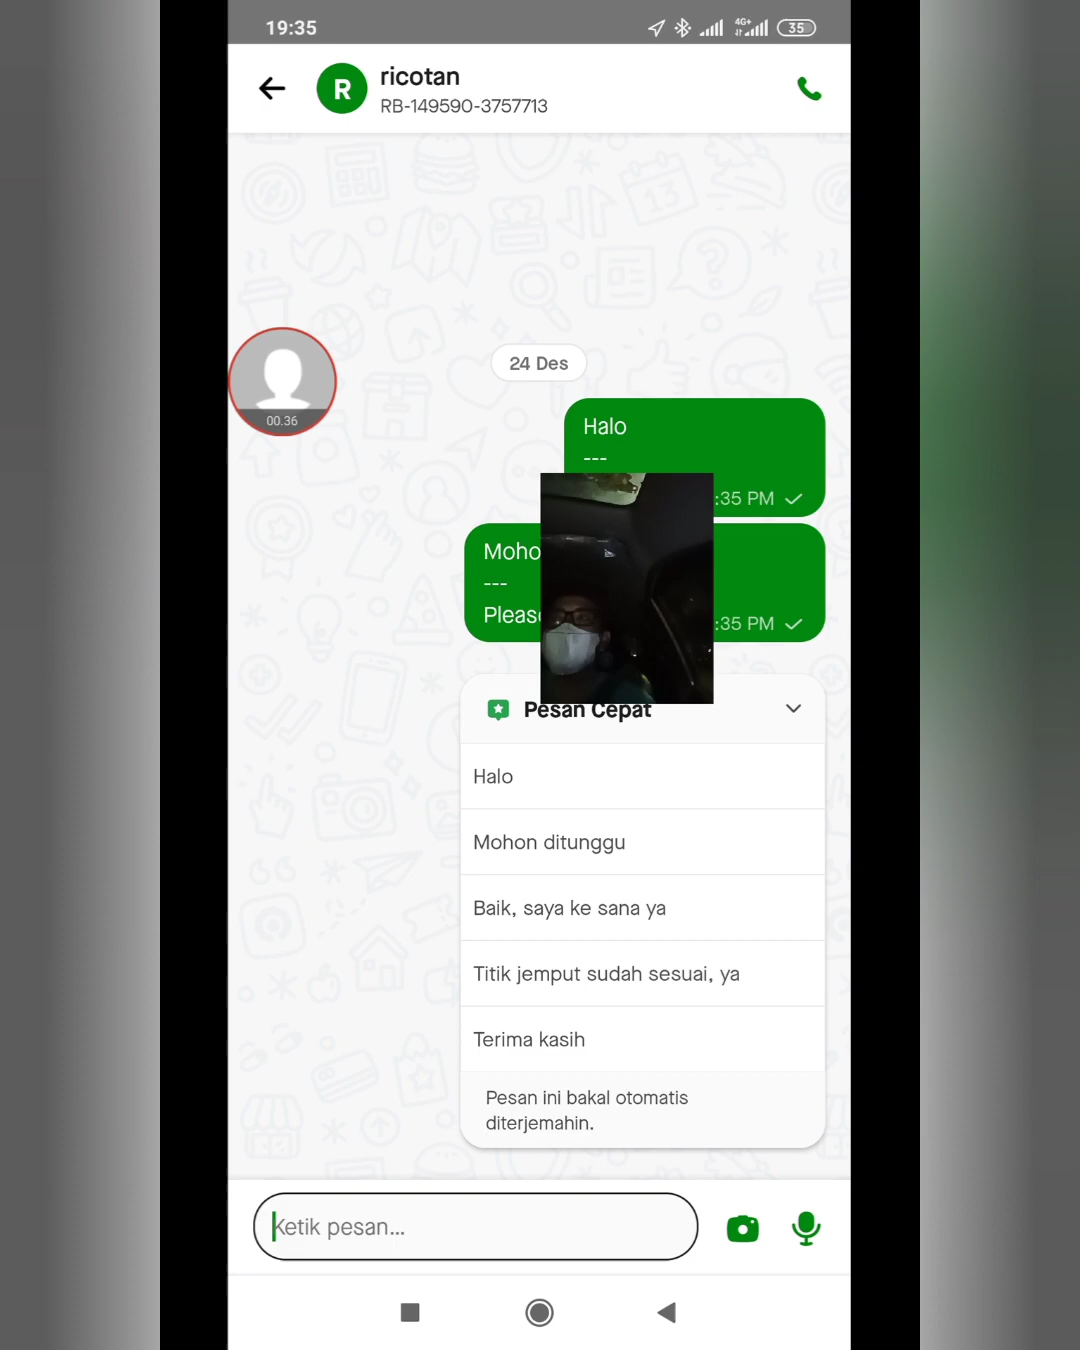 19:35
4G+
35
R
ricotan
RB-149590-3757713
24 Des
00.36
Halo
---
:35 PM
Moho
---
Please
:35 PM
Pesan Cepat
Halo
Mohon ditunggu
Baik, saya ke sana ya
Titik jemput sudah sesuai, ya
Terima kasih
Pesan ini bakal otomatis
diterjemahin.
Ketik pesan...